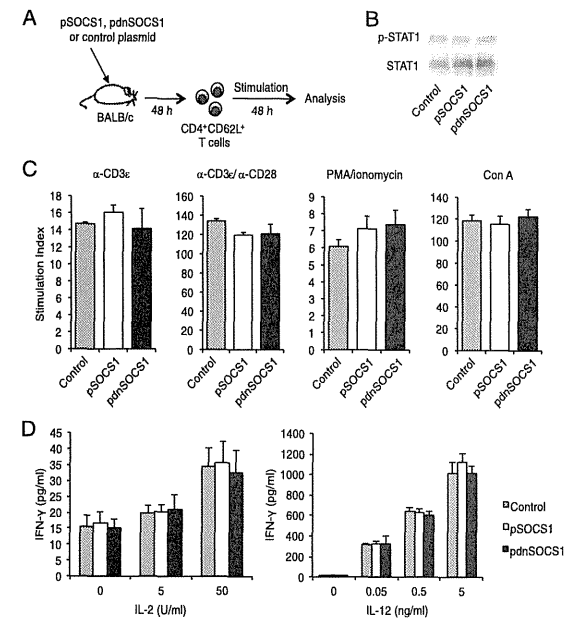 A
pSOCS1, pdnSOCS1
or control plasmid
BALB/c
48 h
CD4+CD62L+
T cells
Stimulation
48 h
Analysis
B
p-STAT1
STAT1
Control
pSOCS1
pdnSOCS1
C
α-CD3ε
Stimulation Index
18
16
14
12
10
8
6
4
2
0
Control
pSOCS1
pdnSOCS1
α-CD3ε/α-CD28
160
140
120
100
80
60
40
20
0
Control
pSOCS1
pdnSOCS1
PMA/ionomycin
9
8
7
6
5
4
3
2
1
0
Control
pSOCS1
pdnSOCS1
Con A
140
120
100
80
60
40
20
0
Control
pSOCS1
pdnSOCS1
D
IFN-γ (pg/ml)
45
40
35
30
25
20
15
10
5
0
0
5
50
IL-2 (U/ml)
IFN-γ (pg/ml)
1400
1200
1000
800
600
400
200
0
0
0.05
0.5
5
IL-12 (ng/ml)
Control
pSOCS1
pdnSOCS1